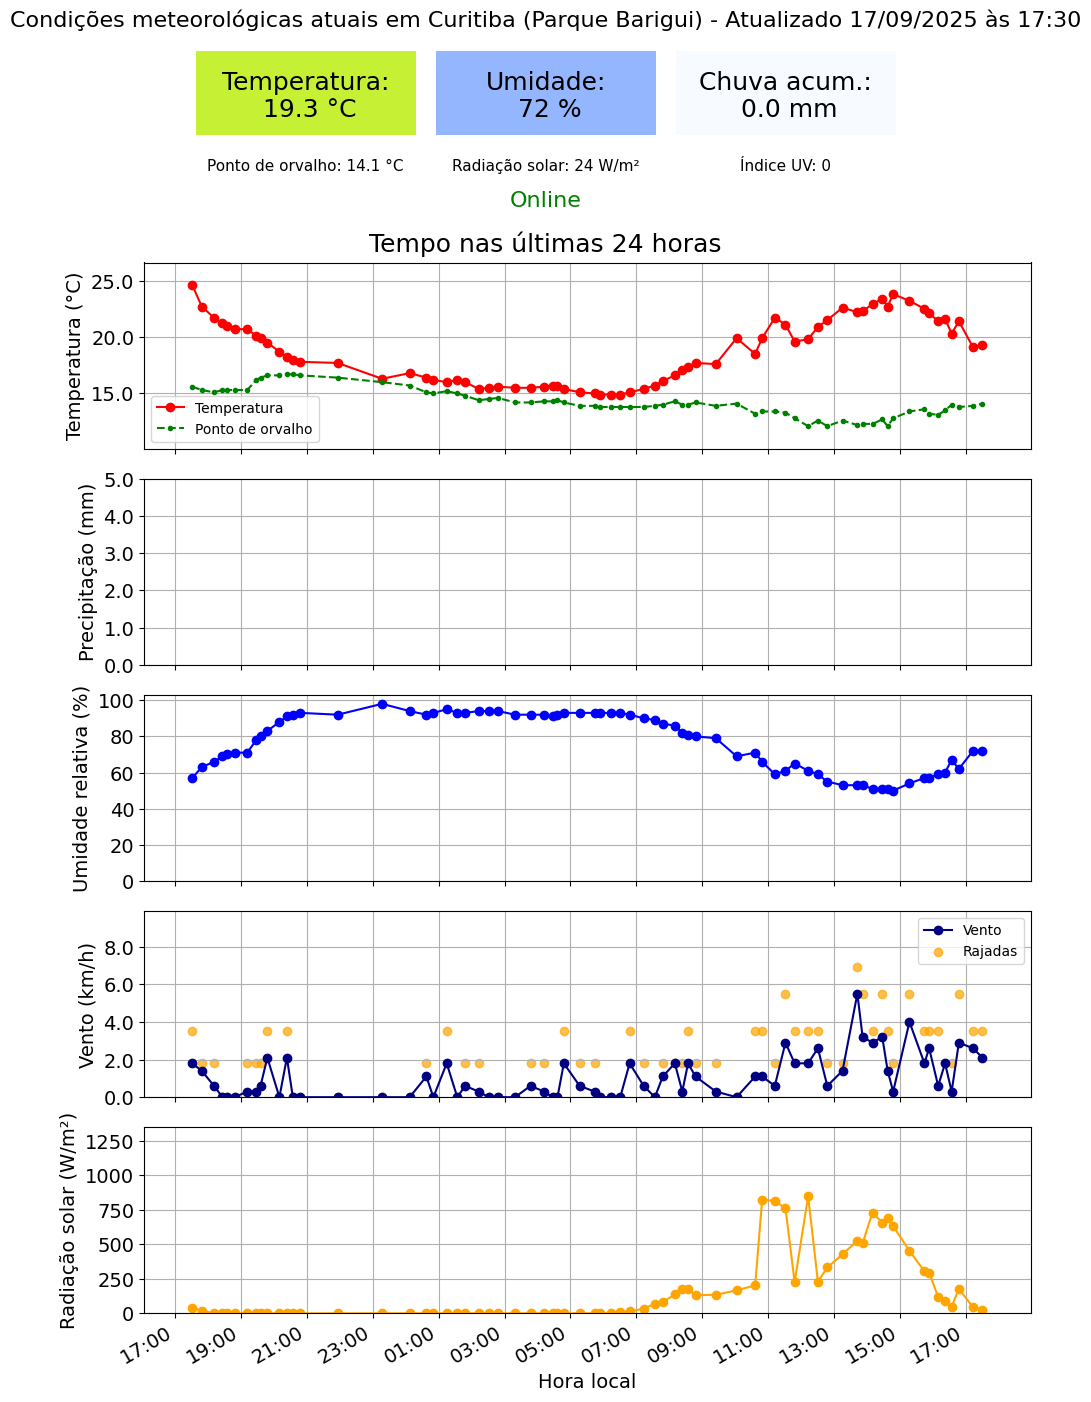 Condições meteorológicas atuais em Curitiba (Parque Barigui) - Atualizado 17/09/2025 às 17:30
Temperatura:
19.3 °C
Umidade:
72 %
Chuva acum.:
0.0 mm
Ponto de orvalho: 14.1 °C
Radiação solar: 24 W/m²
Índice UV: 0
Online
Tempo nas últimas 24 horas
Temperatura (°C)
25.0
20.0
15.0
Temperatura
Ponto de orvalho
Precipitação (mm)
5.0
4.0
3.0
2.0
1.0
0.0
Umidade relativa (%)
100
80
60
40
20
0
Vento (km/h)
8.0
6.0
4.0
2.0
0.0
Vento
Rajadas
Radiação solar (W/m²)
1250
1000
750
500
250
0
17:00
19:00
21:00
23:00
01:00
03:00
05:00
07:00
09:00
11:00
13:00
15:00
17:00
Hora local